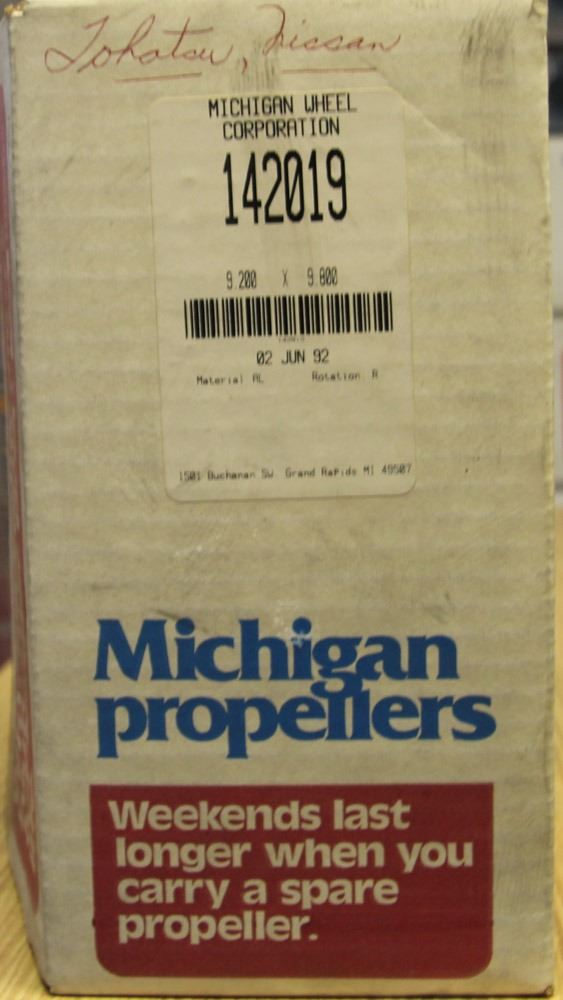 Tohatsu, Nissan
MICHIGAN WHEEL
CORPORATION
142019
9.200 X 9.800
02 JUN 92
Material AL Rotation R
1501 Buchanan SW Grand Rapids MI 49507
Michigan
propellers
Weekends last
longer when you
carry a spare
propeller.